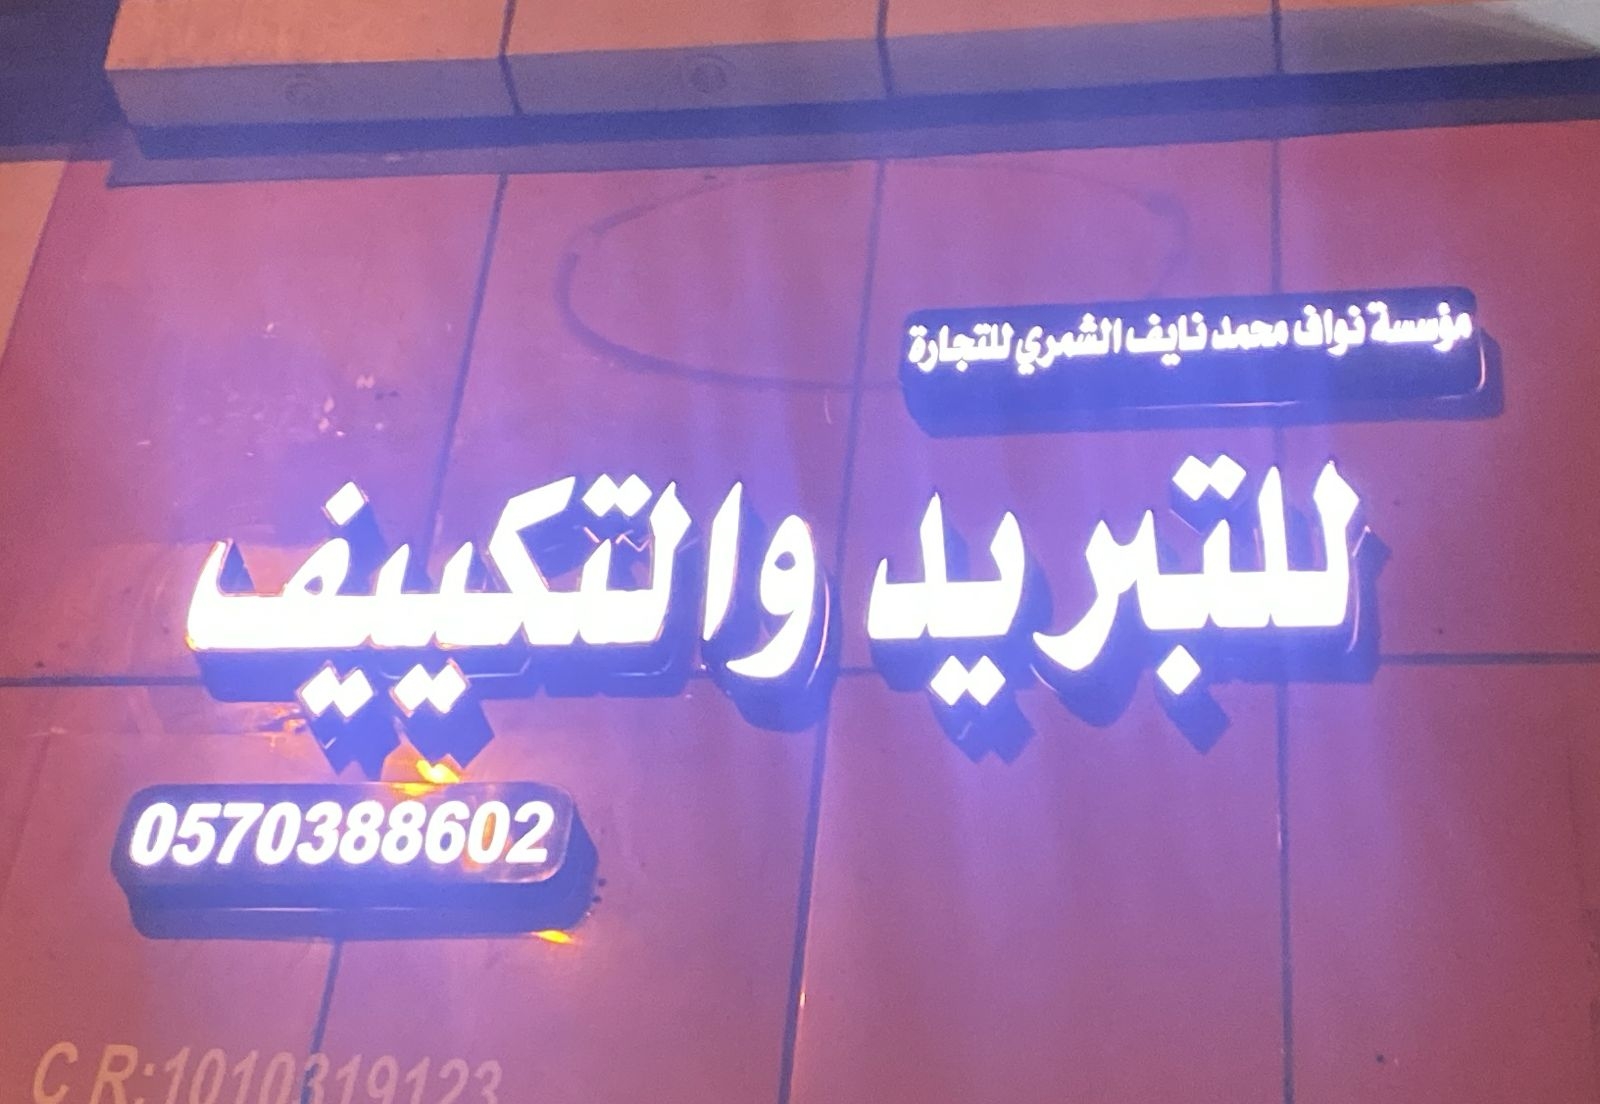 مؤسسة نواف محمد نايف الشمري للتجارة
للتبريد والتكييف
0570388602
C R:1010319123